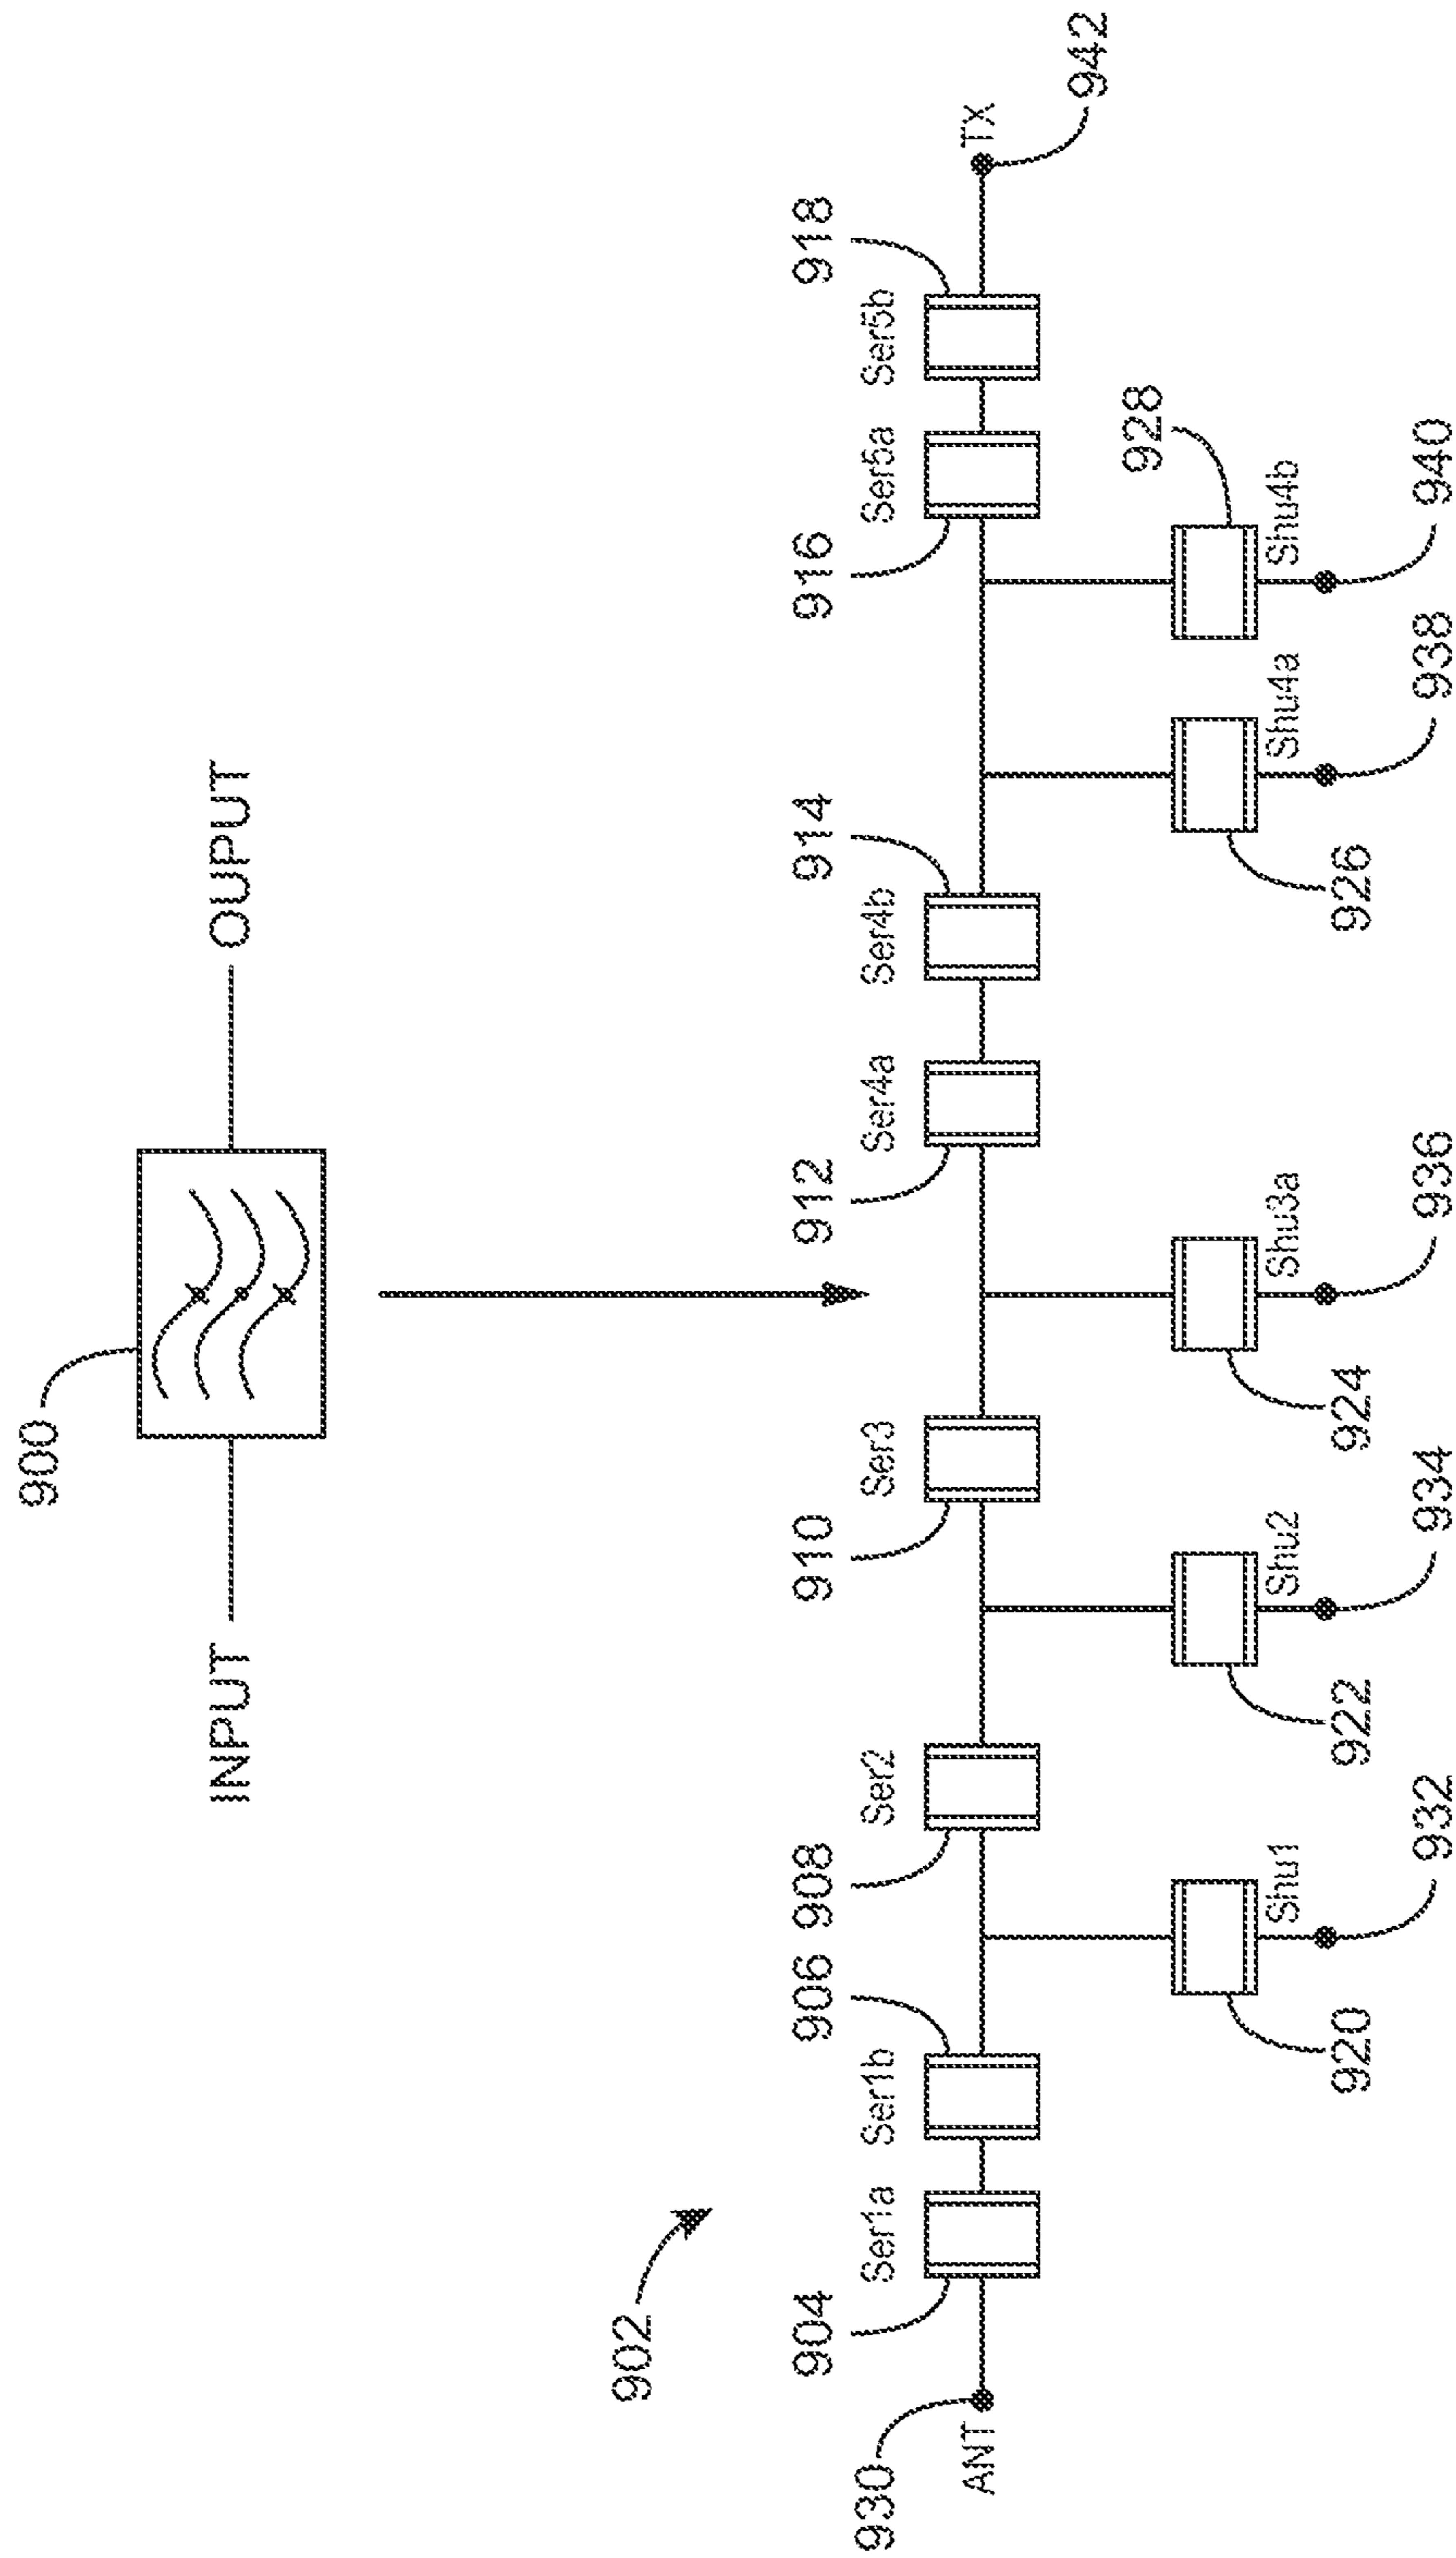 900
INPUT
OUPUT
902
904
906
908
910
912
914
916
918
Ser1a
Ser1b
Ser2
Ser3
Ser4a
Ser4b
Ser5a
Ser5b
930
ANT
TX
942
920
Shu1
932
922
Shu2
934
924
Shu3a
936
926
Shu4a
938
928
Shu4b
940